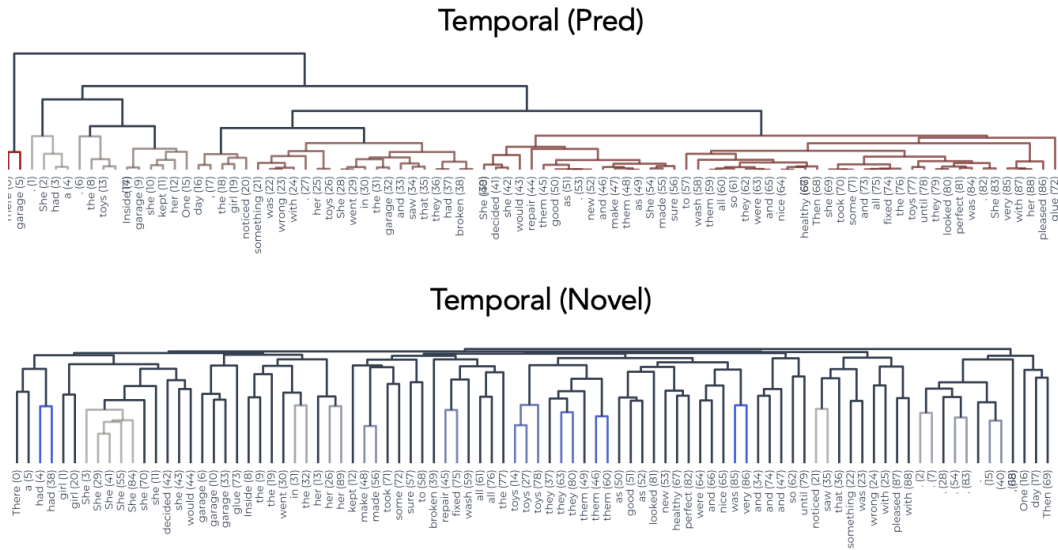 Temporal (Pred)
garage (5)
. (1)
She (2)
had (3)
a (4)
. (6)
the (8)
toys (13)
garage (9)
she (10)
kept (11)
her (12)
One (15)
day (16)
, (17)
the (18)
girl (19)
noticed (20)
something (21)
was (22)
wrong (23)
with (24)
. (27)
her (25)
toys (26)
She (28)
went (29)
in (30)
the (31)
garage (32)
and (33)
saw (34)
that (35)
they (36)
had (37)
broken (38)
decided (41)
she (42)
would (43)
repair (44)
them (45)
good (50)
as (51)
. (53)
new (52)
and (46)
make (47)
them (48)
as (49)
She (54)
made (55)
sure (56)
to (57)
wash (58)
them (59)
all (60)
so (61)
they (62)
were (63)
and (65)
nice (64)
healthy
Then (68)
she (69)
took (70)
some (71)
and (73)
all (75)
fixed (74)
the (76)
toys (77)
until (78)
they (79)
looked (80)
perfect (81)
was (84)
. (82)
She (83)
very (85)
with (87)
her (88)
pleased (86)
glue (72)
Temporal (Novel)
There (0)
a (5)
had (4)
had (38)
girl (1)
girl (20)
She (3)
She (29)
She (41)
She (55)
She (84)
she (70)
she (11)
decided (42)
she (43)
would (44)
garage (6)
garage (10)
garage (33)
glue (73)
Inside (8)
the (9)
the (19)
went (30)
in (31)
the (32)
her (13)
her (26)
her (89)
kept (12)
make (48)
made (56)
took (71)
some (72)
sure (57)
to (58)
broken (39)
repair (45)
fixed (75)
wash (59)
all (61)
all (76)
the (77)
toys (14)
toys (27)
toys (78)
they (37)
they (63)
they (80)
them (49)
them (46)
them (60)
as (50)
good (51)
as (52)
looked (81)
new (53)
healthy (67)
perfect (82)
were (64)
and (66)
nice (65)
was (85)
very (86)
and (34)
and (74)
and (47)
so (62)
until (79)
noticed (21)
saw (35)
that (36)
something (22)
was (23)
wrong (24)
with (25)
pleased (87)
with (88)
. (2)
. (7)
. (28)
. (54)
. (83)
. (15)
. (40)
One (16)
day (17)
Then (69)